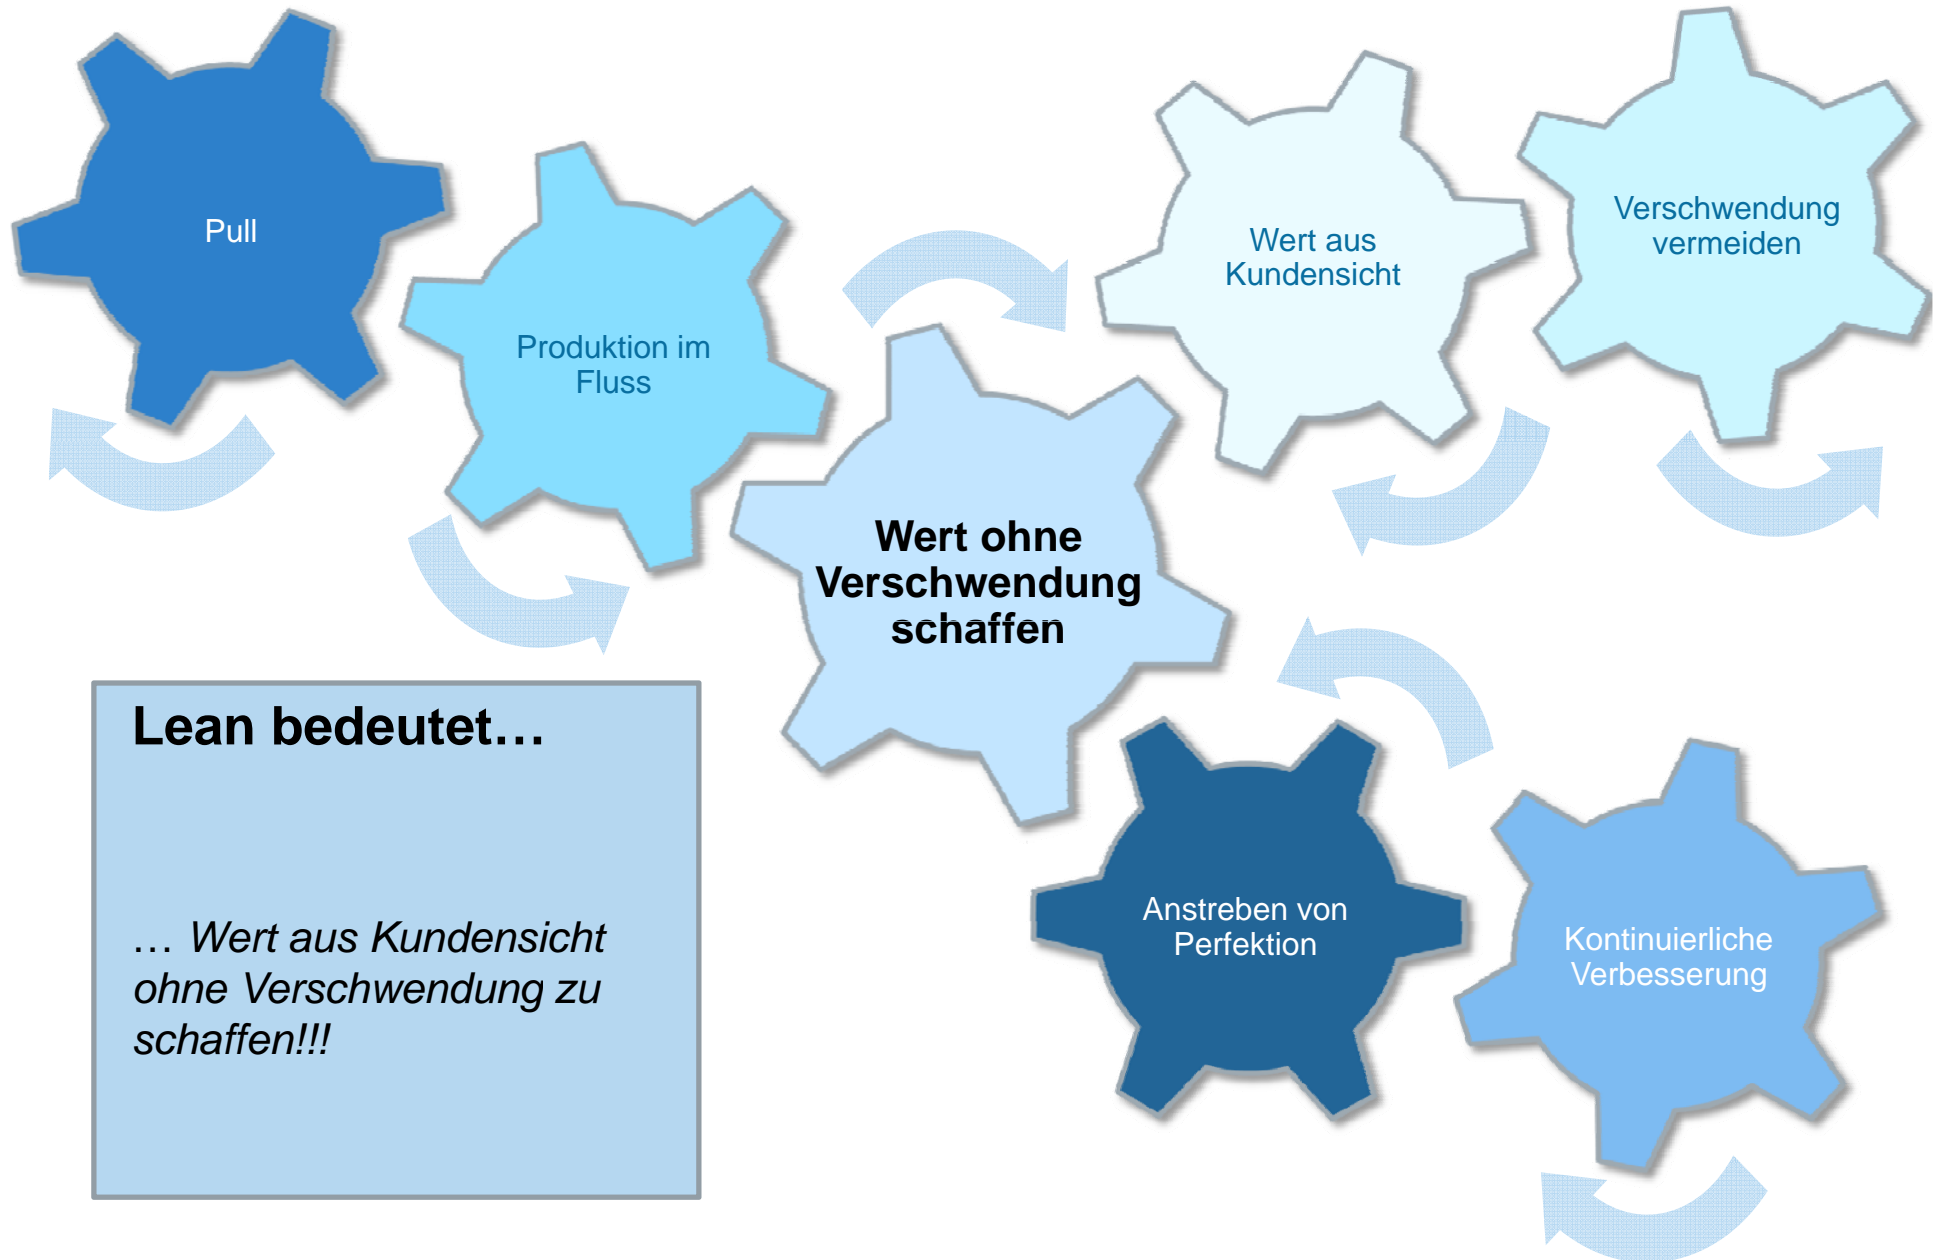 Pull
Produktion im
Fluss
Wert aus
Kundensicht
Verschwendung
vermeiden
Wert ohne
Verschwendung
schaffen
Lean bedeutet…
… Wert aus Kundensicht
ohne Verschwendung zu
schaffen!!!
Anstreben von
Perfektion
Kontinuierliche
Verbesserung